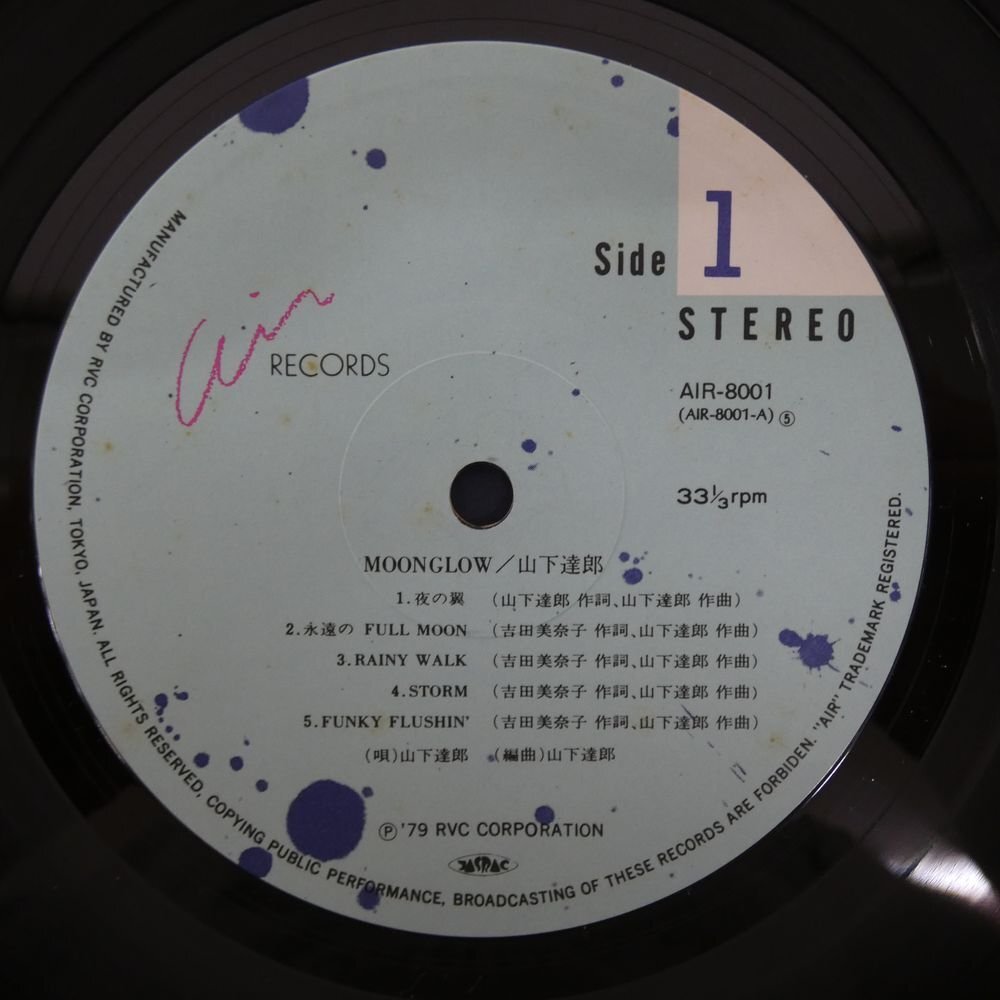 Side 1
STEREO
Air RECORDS
AIR-8001
(AIR-8001-A) ⑤
33⅓rpm
MOONGLOW/山下達郎
1.夜の翼 (山下達郎 作詞、山下達郎 作曲)
2.永遠の FULL MOON (吉田美奈子 作詞、山下達郎 作曲)
3.RAINY WALK (吉田美奈子 作詞、山下達郎 作曲)
4.STORM (吉田美奈子 作詞、山下達郎 作曲)
5.FUNKY FLUSHIN' (吉田美奈子 作詞、山下達郎 作曲)
(唄)山下達郎 (編曲)山下達郎
Ⓟ'79 RVC CORPORATION
JASRAC
MANUFACTURED BY RVC CORPORATION, TOKYO, JAPAN. ALL RIGHTS RESERVED, COPYING PUBLIC PERFORMANCE, BROADCASTING OF THESE RECORDS ARE FORBIDDEN. "AIR" TRADEMARK REGISTERED.